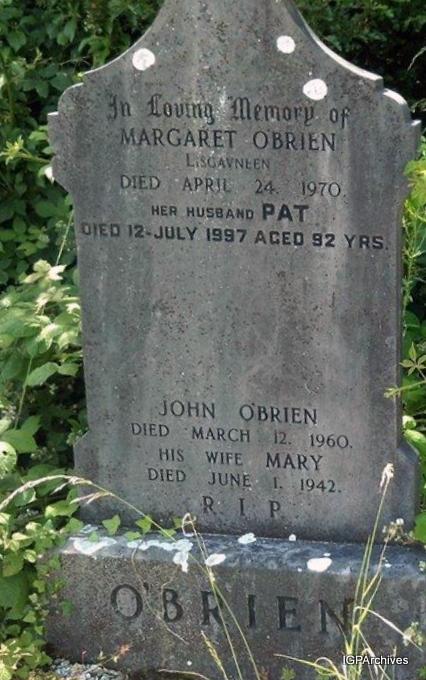 In Loving Memory of
MARGARET O'BRIEN
LISGAVNEEN
DIED APRIL 24. 1970.
HER HUSBAND PAT
DIED 12-JULY 1997 AGED 92 YRS.
JOHN O'BRIEN
DIED MARCH 12. 1960.
HIS WIFE MARY
DIED JUNE 1. 1942.
R. I. P.
O'BRIEN
IGPArchives